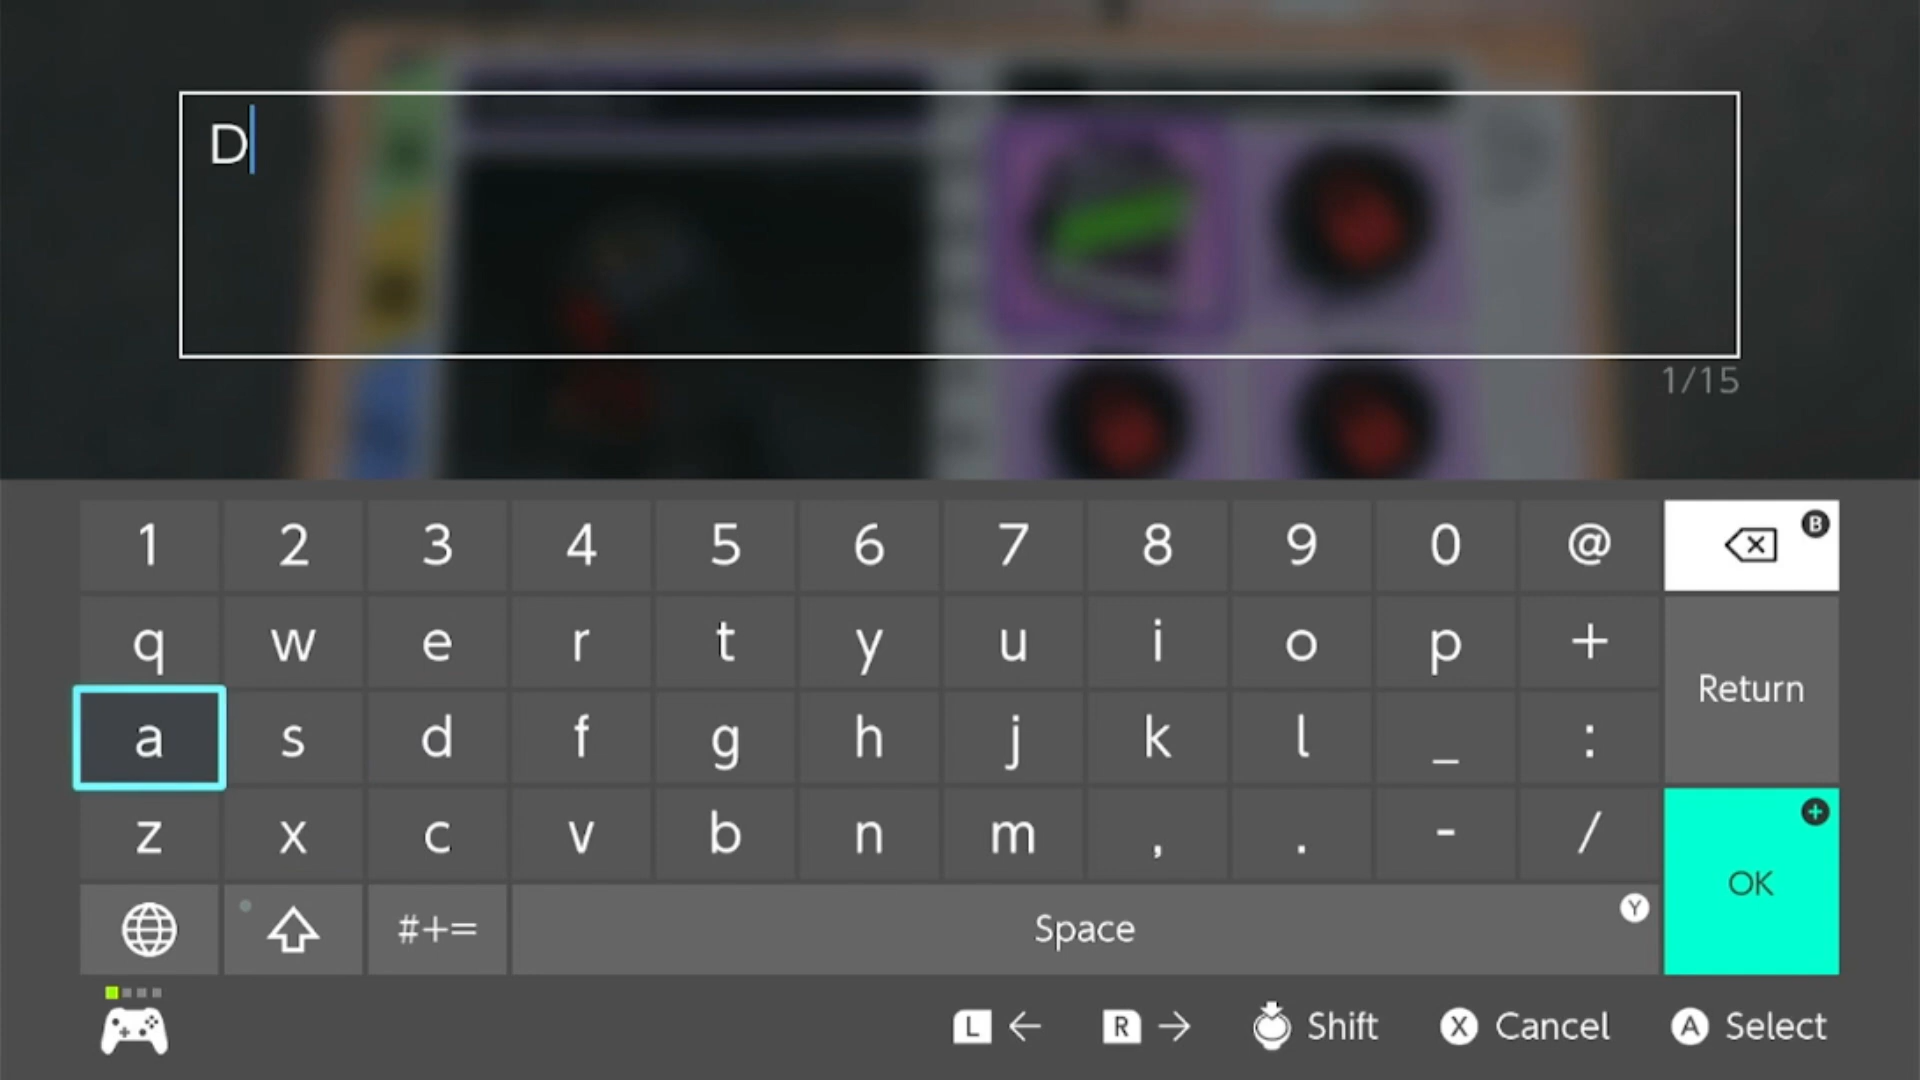 D
1/15
1 2 3 4 5 6 7 8 9 0 @ B
q w e r t y u i o p + Return
a s d f g h j k l _ :
z x c v b n m , . - / OK +
#+= Space Y
L ← R → Shift X Cancel A Select